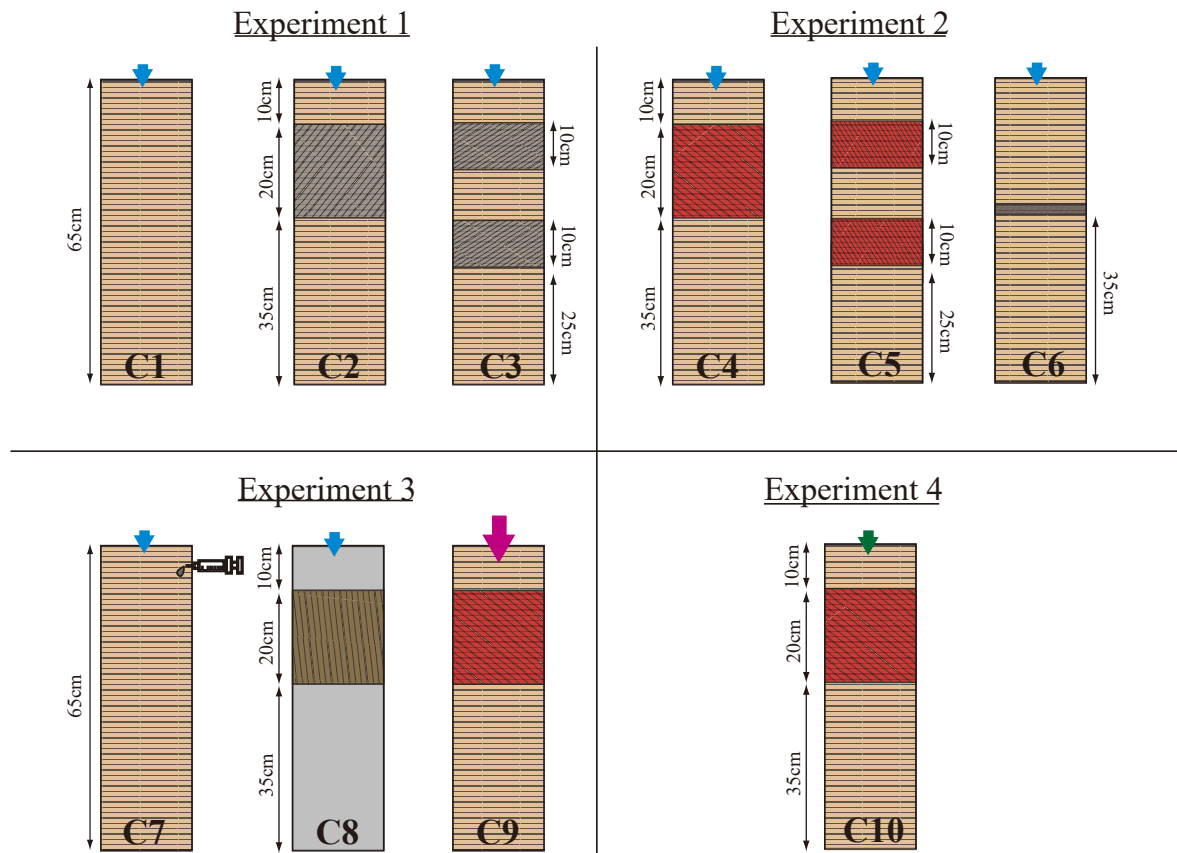 Experiment 1
65cm
C1
10cm
20cm
35cm
C2
10cm
10cm
25cm
C3
Experiment 2
10cm
20cm
35cm
C4
10cm
10cm
25cm
C5
35cm
C6
Experiment 3
65cm
C7
10cm
20cm
35cm
C8
C9
Experiment 4
10cm
20cm
35cm
C10